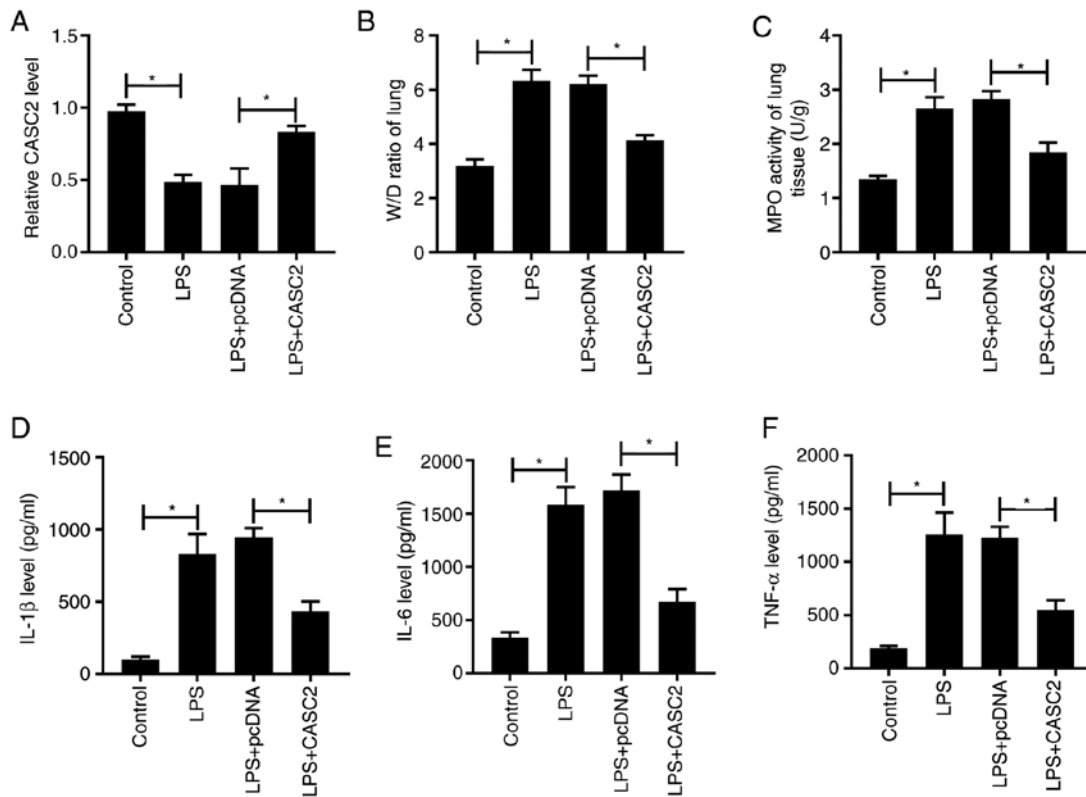 A
Relative CASC2 level
1.5
1.0
0.5
0.0
*
*
Control
LPS
LPS+pcDNA
LPS+CASC2
B
W/D ratio of lung
8
6
4
2
0
*
*
Control
LPS
LPS+pcDNA
LPS+CASC2
C
MPO activity of lung
tissue (U/g)
4
3
2
1
0
*
*
Control
LPS
LPS+pcDNA
LPS+CASC2
D
IL-1β level (pg/ml)
1500
1000
500
0
*
*
Control
LPS
LPS+pcDNA
LPS+CASC2
E
IL-6 level (pg/ml)
2000
1500
1000
500
0
*
*
Control
LPS
LPS+pcDNA
LPS+CASC2
F
TNF-α level (pg/ml)
2000
1500
1000
500
0
*
*
Control
LPS
LPS+pcDNA
LPS+CASC2